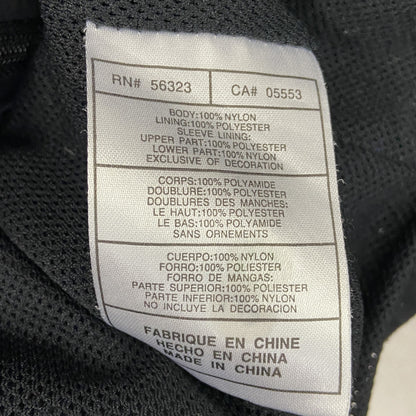 RN# 56323 CA# 05553
BODY:100% NYLON
LINING:100% POLYESTER
SLEEVE LINING:
UPPER PART:100% POLYESTER
LOWER PART:100% NYLON
EXCLUSIVE OF DECORATION
CORPS:100% POLYAMIDE
DOUBLURE:100% POLYESTER
DOUBLURES DES MANCHES:
LE HAUT:100% POLYESTER
LE BAS:100% POLYAMIDE
SANS ORNEMENTS
CUERPO:100% NYLON
FORRO:100% POLIESTER
FORRO DE MANGAS:
PARTE SUPERIOR:100% POLIESTER
PARTE INFERIOR:100% NYLON
NO INCLUYE LA DECORACION
FABRIQUE EN CHINE
HECHO EN CHINA
MADE IN CHINA